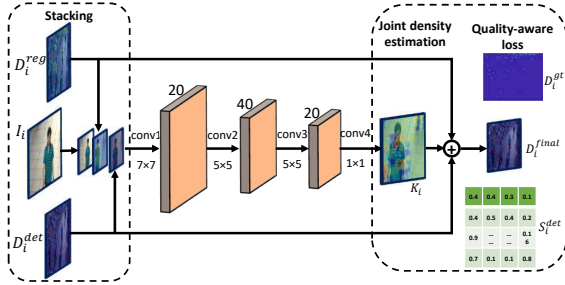 Stacking
Joint density
estimation
Quality-aware
loss
D_i^{reg}
I_i
D_i^{det}
conv1
7×7
20
conv2
5×5
40
conv3
5×5
20
conv4
1×1
K_i
+
D_i^{gt}
D_i^{final}
S_i^{det}
0.4 0.4 0.3 0.1
0.4 0.5 0.4 0.2
0.9 -- -- 0.1
-- -- 6
0.7 0.1 0.1 0.8